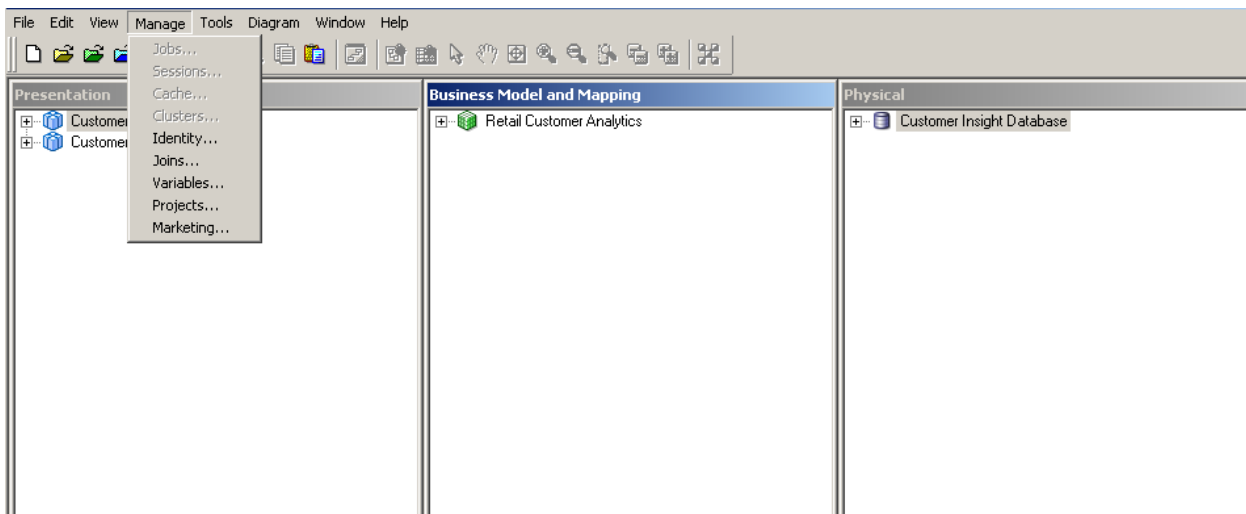 File Edit View Manage Tools Diagram Window Help
Jobs...
Sessions...
Cache...
Clusters...
Identity...
Joins...
Variables...
Projects...
Marketing...
Presentation
Customer
Customer
Business Model and Mapping
Retail Customer Analytics
Physical
Customer Insight Database